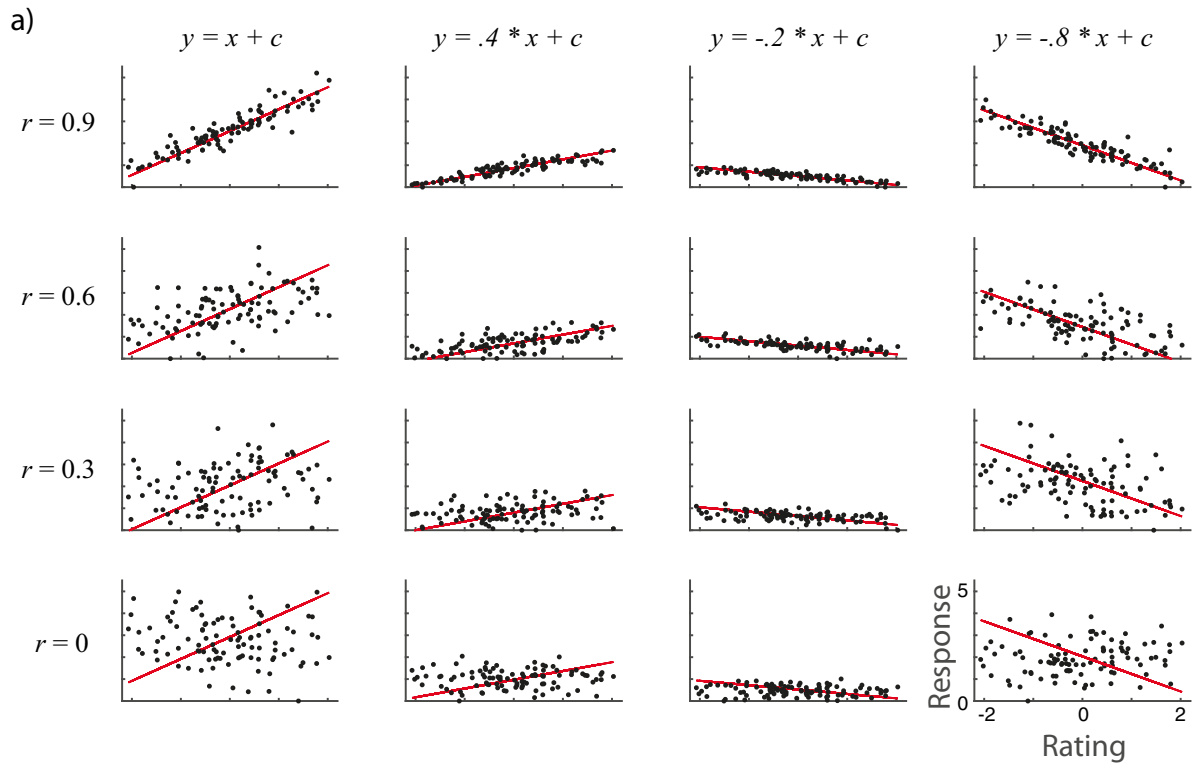 a)
y = x + c
y = .4 * x + c
y = -.2 * x + c
y = -.8 * x + c
r = 0.9
r = 0.6
r = 0.3
r = 0
Response
5
0
-2
0
2
Rating